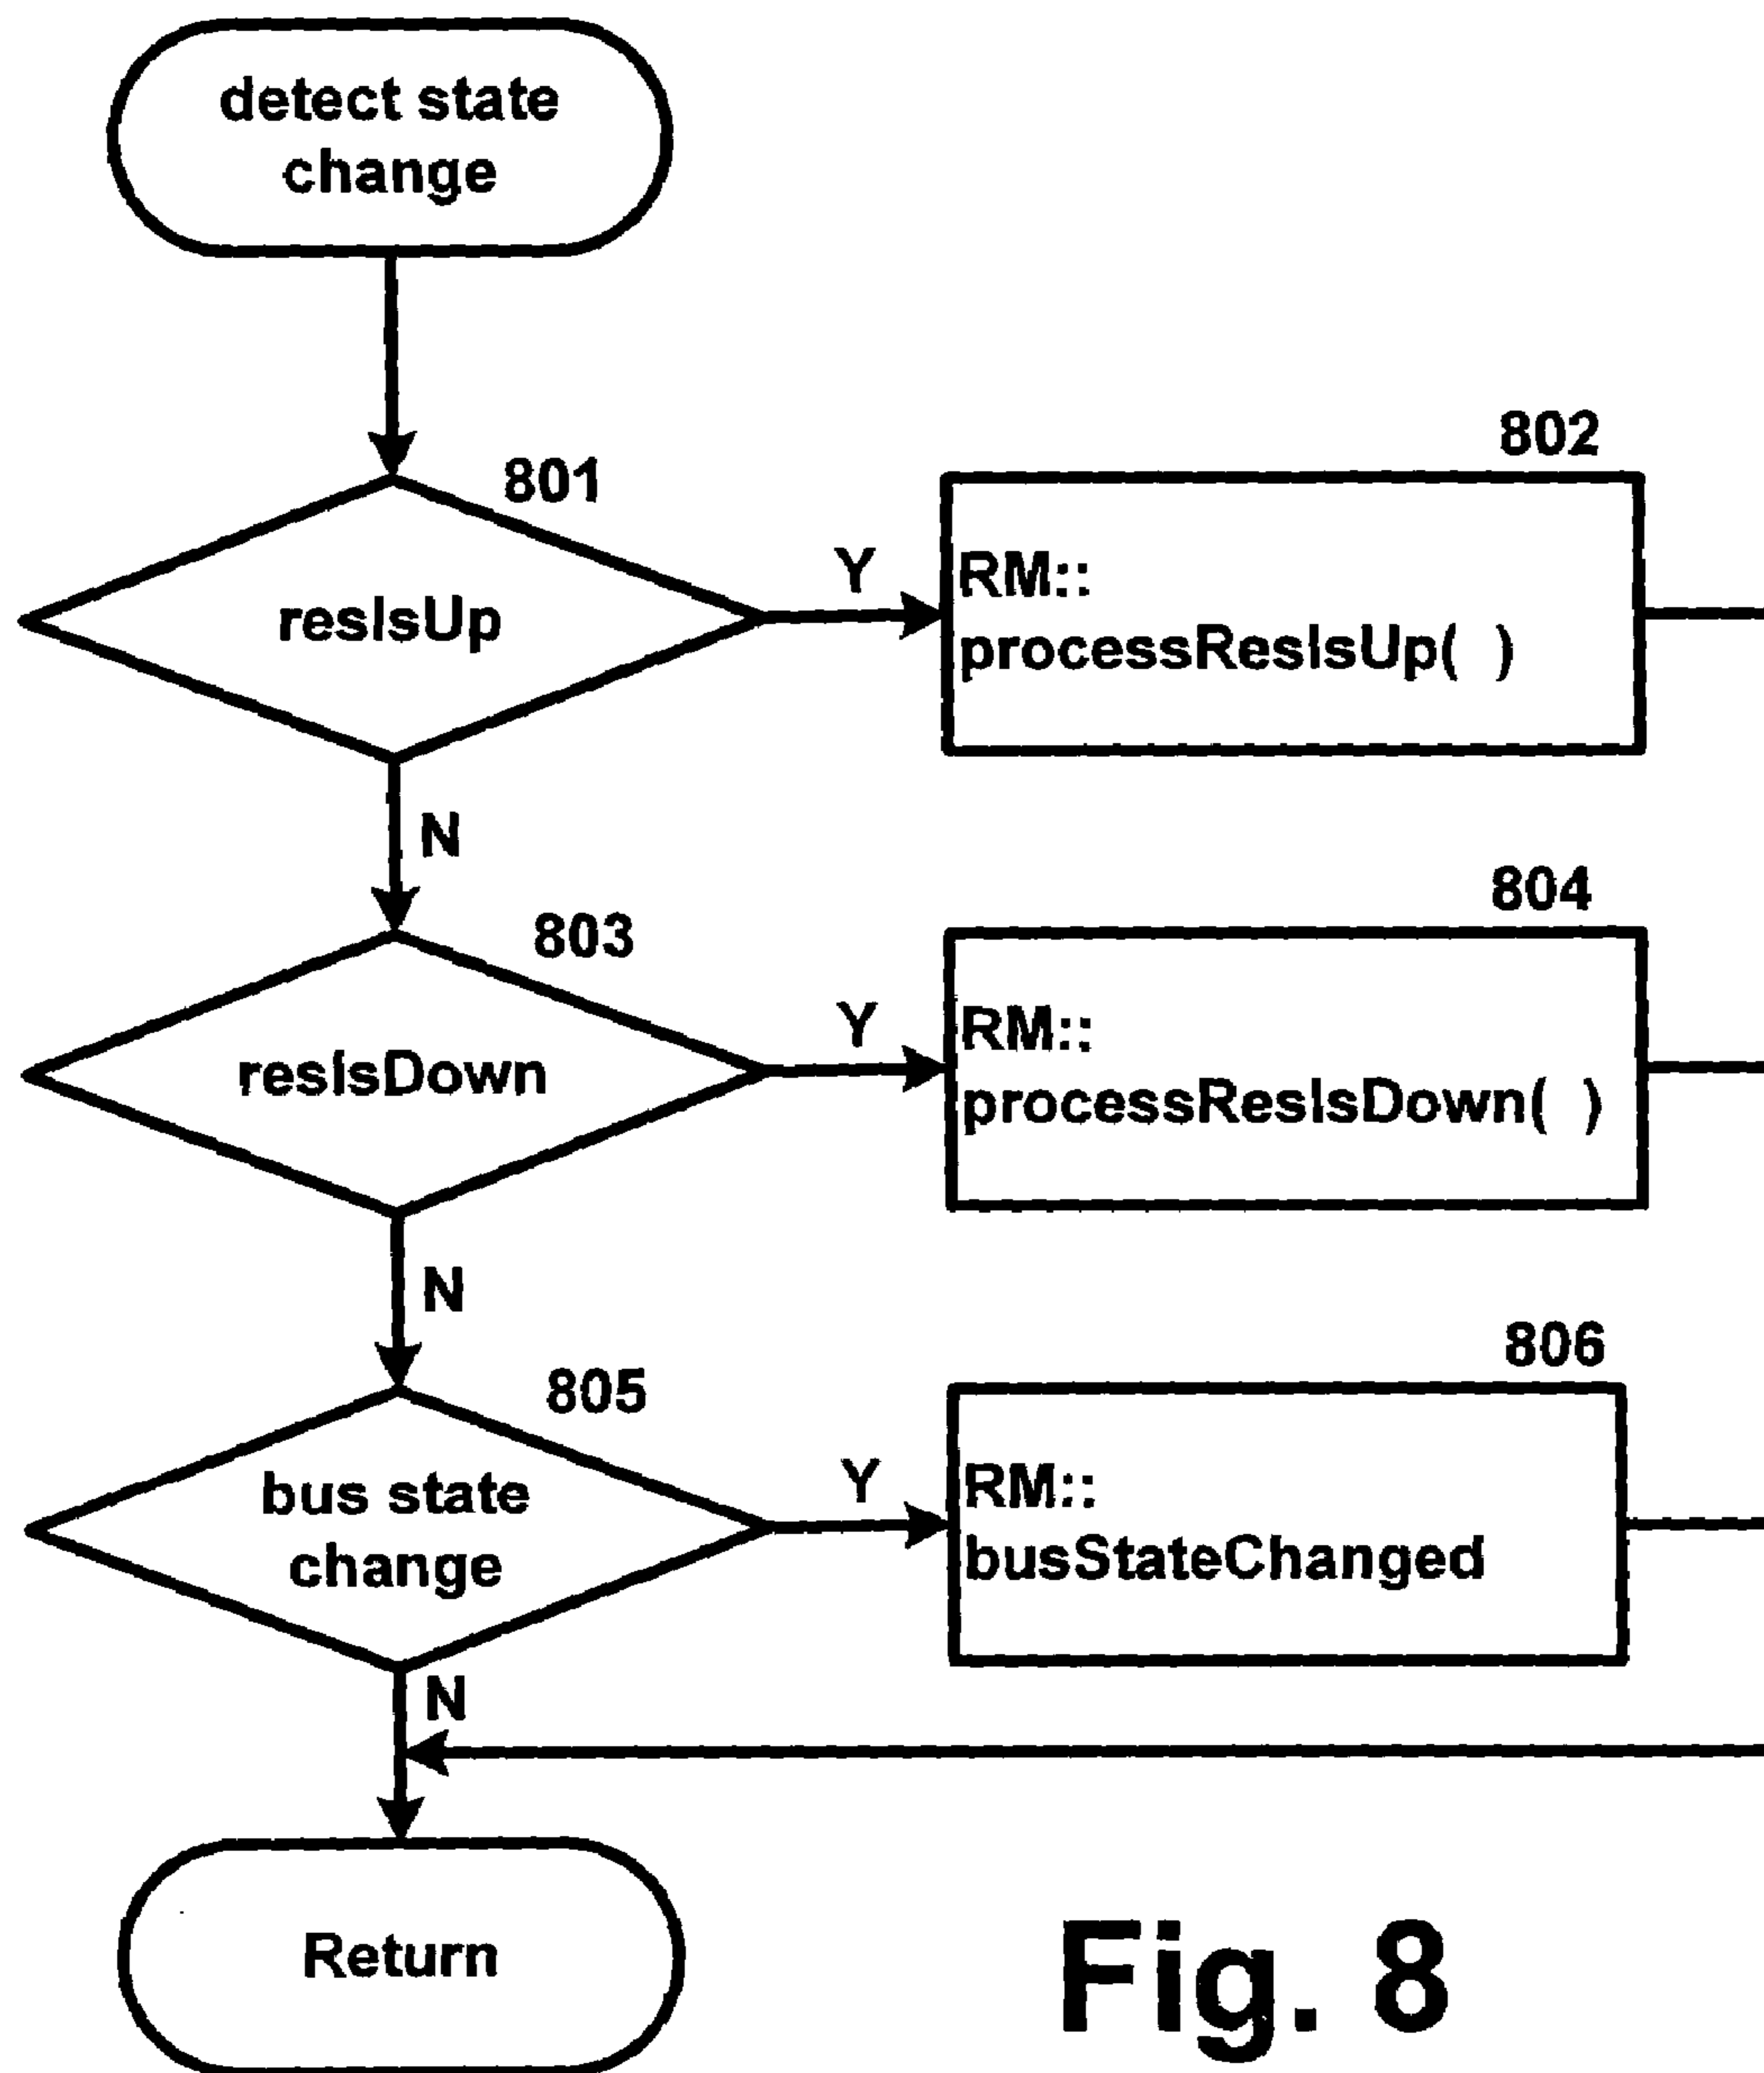 detect state
change
801
resIsUp
Y
802
RM::
processResIsUp( )
N
803
resIsDown
Y
804
RM::
processResIsDown( )
N
805
bus state
change
Y
806
RM::
busStateChanged
N
Return
Fig. 8